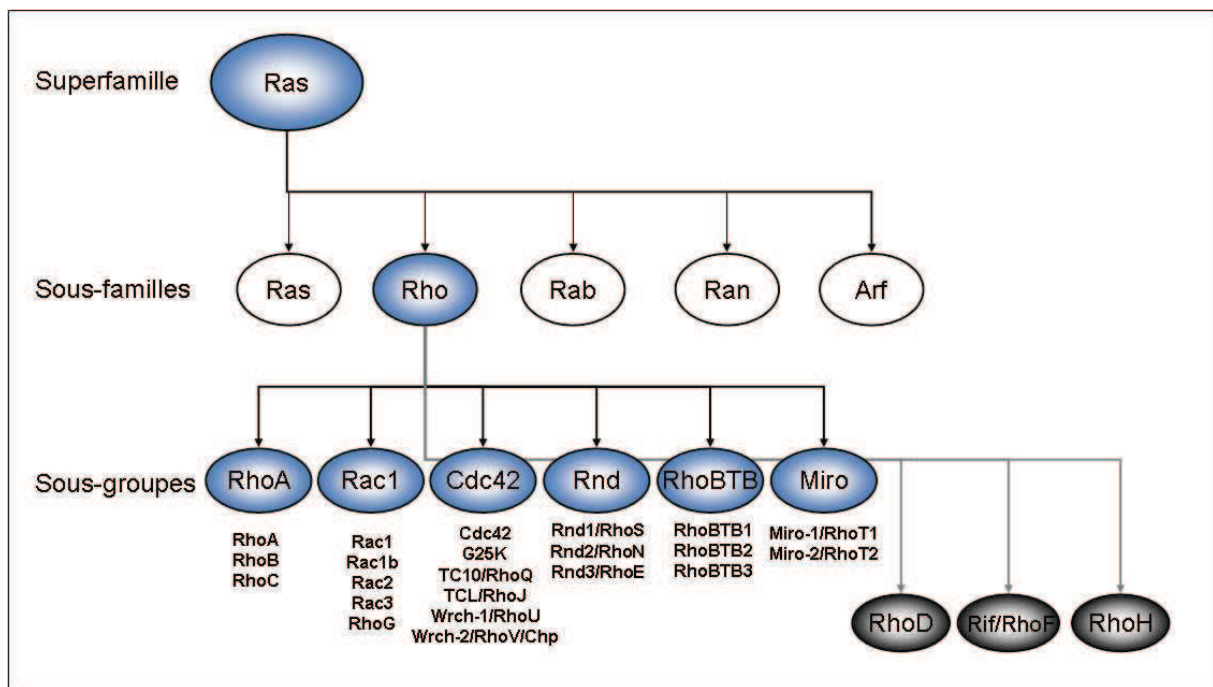 Superfamille
Ras
Sous-familles
Ras
Rho
Rab
Ran
Arf
Sous-groupes
RhoA
Rac1
Cdc42
Rnd
RhoBTB
Miro
RhoA
RhoB
RhoC
Rac1
Rac1b
Rac2
Rac3
RhoG
Cdc42
G25K
TC10/RhoQ
TCL/RhoJ
Wrch-1/RhoU
Wrch-2/RhoV/Chp
Rnd1/RhoS
Rnd2/RhoN
Rnd3/RhoE
RhoBTB1
RhoBTB2
RhoBTB3
Miro-1/RhoT1
Miro-2/RhoT2
RhoD
Rif/RhoF
RhoH